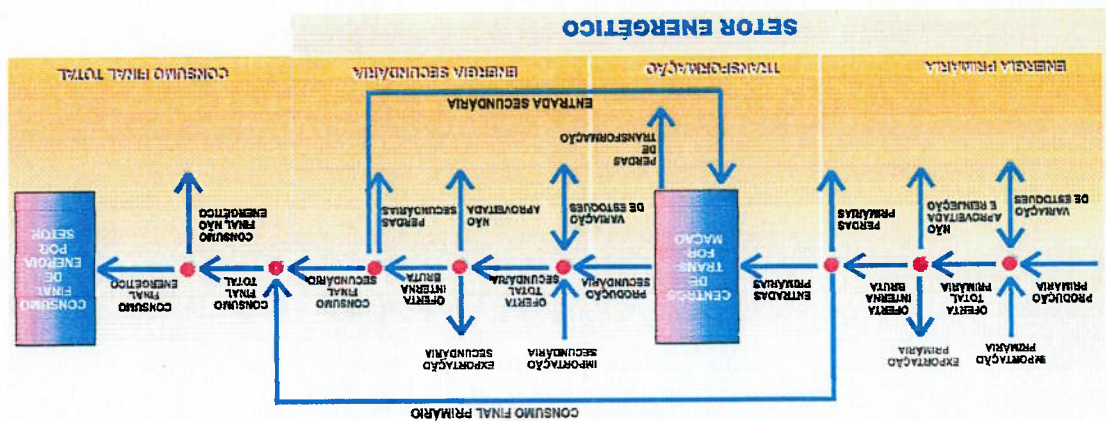 SETOR ENERGÉTICO
ENERGIA PRIMÁRIA
TRANSFORMAÇÃO
ENERGIA SECUNDÁRIA
CONSUMO FINAL TOTAL
ENTRADA SECUNDÁRIA
PERDAS
DE
TRANSFORMAÇÃO
VARIAÇÃO
DE ESTOQUES
NÃO
APROVEITADA
E REINJEÇÃO
PERDAS
PRIMÁRIAS
VARIAÇÃO
DE ESTOQUES
NÃO
APROVEITADA
PERDAS
SECUNDÁRIAS
CONSUMO
FINAL NÃO
ENERGÉTICO
PRODUÇÃO
PRIMÁRIA
OFERTA
TOTAL
PRIMÁRIA
OFERTA
INTERNA
BRUTA
ENTRADAS
PRIMÁRIAS
CENTROS
DE
TRANS-
FOR-
MAÇÃO
PRODUÇÃO
SECUNDÁRIA
OFERTA
TOTAL
SECUNDÁRIA
OFERTA
INTERNA
BRUTA
CONSUMO
FINAL
SECUNDÁRIO
CONSUMO
FINAL
TOTAL
CONSUMO
FINAL
ENERGÉTICO
CONSUMO
FINAL
DE
ENERGIA
POR
SETOR
IMPORTAÇÃO
PRIMÁRIA
EXPORTAÇÃO
PRIMÁRIA
IMPORTAÇÃO
SECUNDÁRIA
EXPORTAÇÃO
SECUNDÁRIA
CONSUMO FINAL PRIMÁRIO